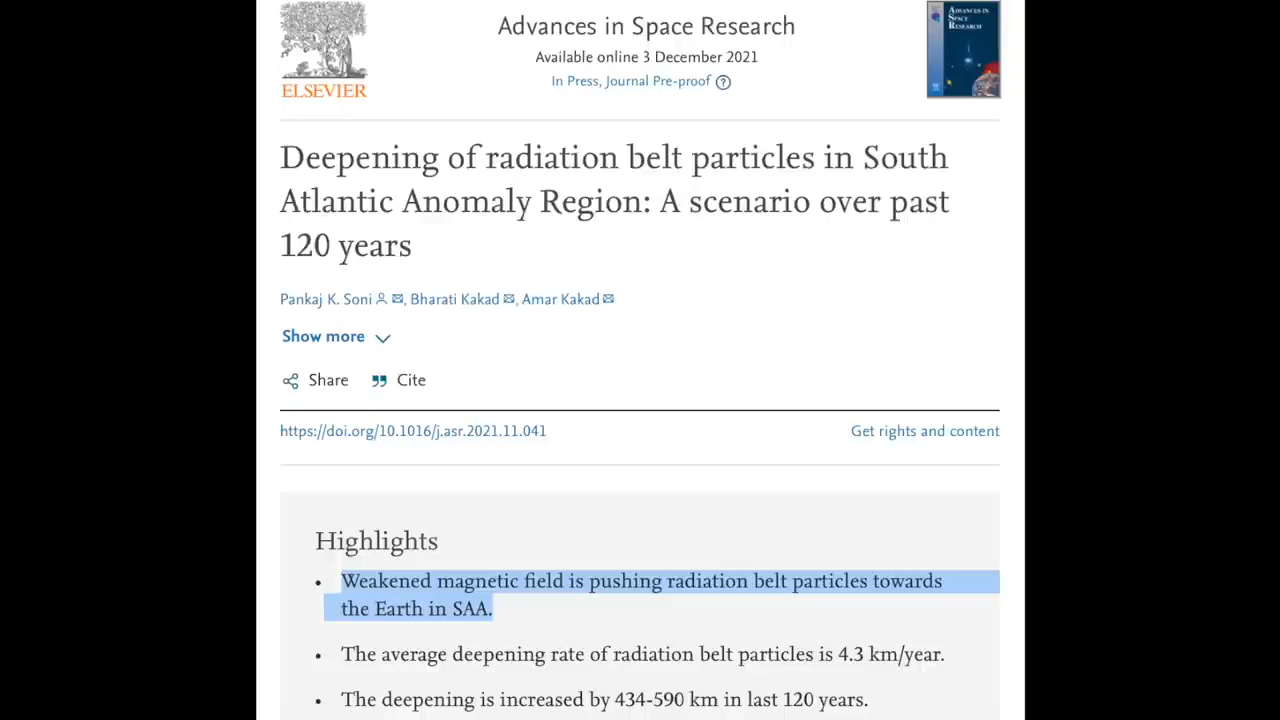 Advances in Space Research
Available online 3 December 2021
In Press, Journal Pre-proof ?
ELSEVIER
ADVANCES IN
SPACE
RESEARCH
Deepening of radiation belt particles in South
Atlantic Anomaly Region: A scenario over past
120 years
Pankaj K. Soni, Bharati Kakad, Amar Kakad
Show more
Share Cite
https://doi.org/10.1016/j.asr.2021.11.041 Get rights and content
Highlights
• Weakened magnetic field is pushing radiation belt particles towards
the Earth in SAA.
• The average deepening rate of radiation belt particles is 4.3 km/year.
• The deepening is increased by 434-590 km in last 120 years.